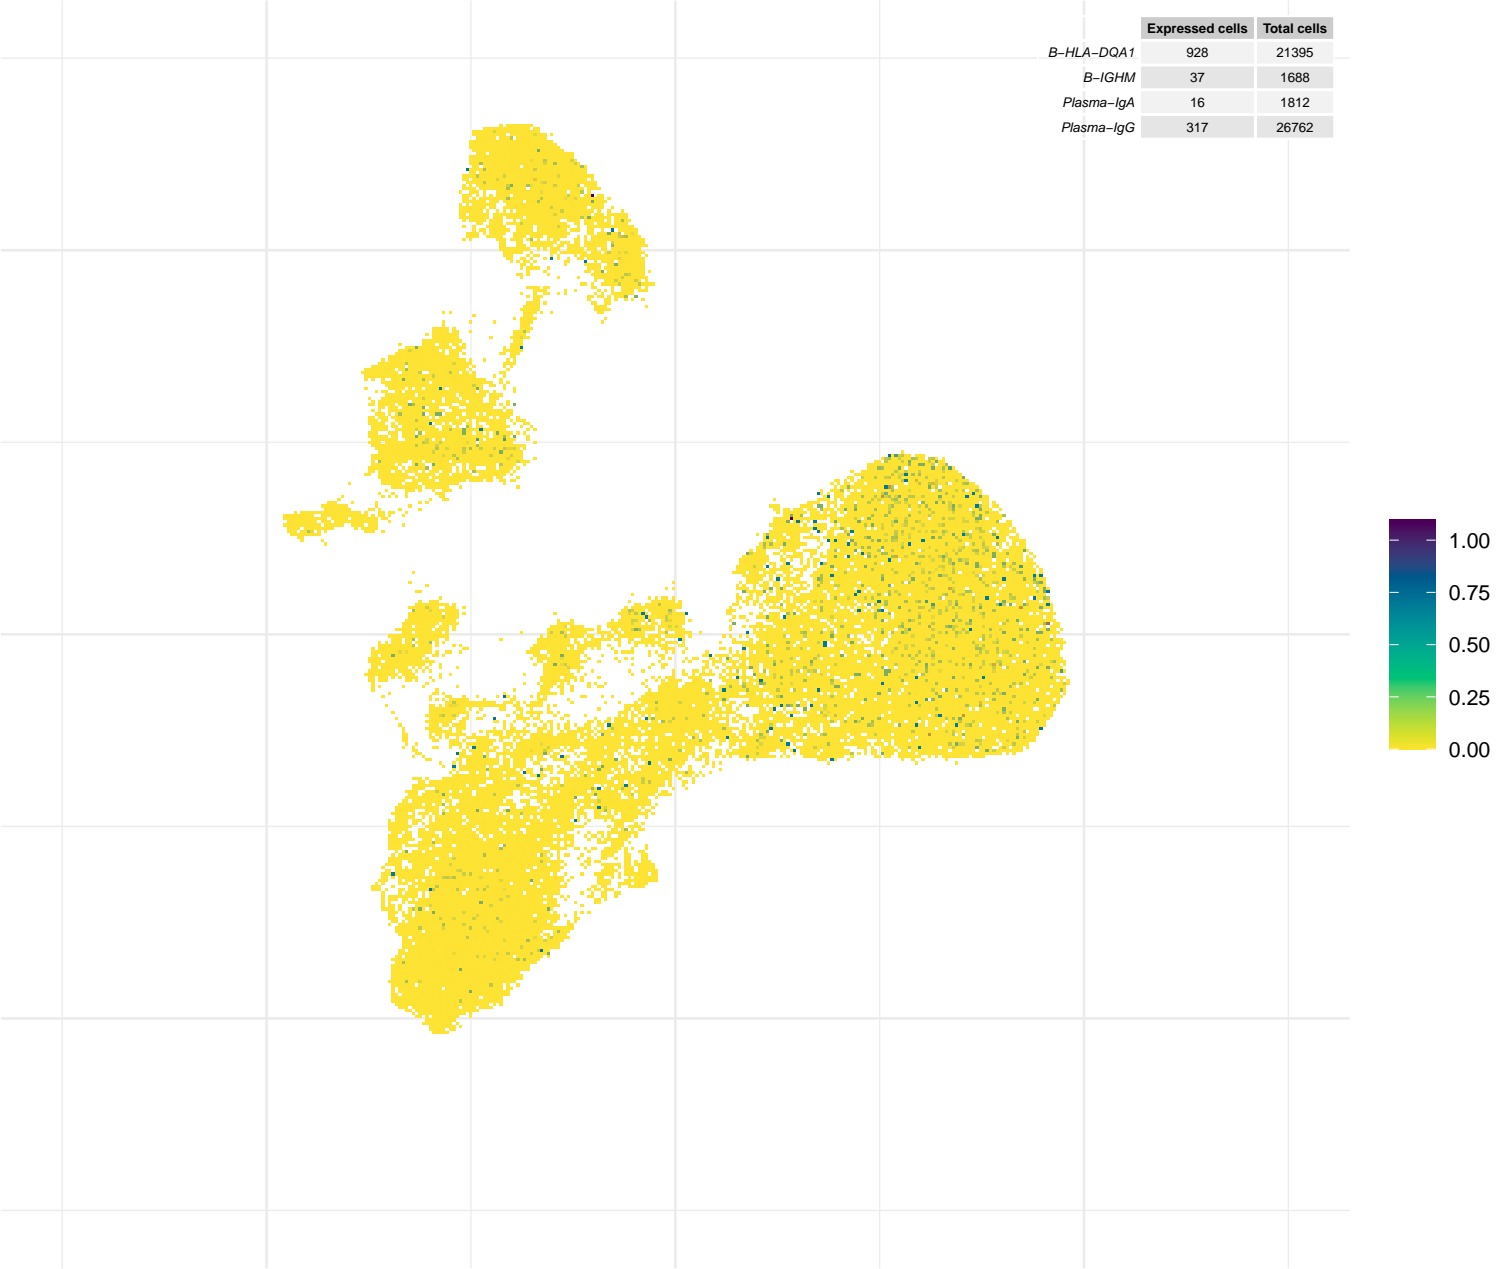 Expressed cells Total cells
B−HLA−DQA1 928 21395
B−IGHM 37 1688
Plasma−IgA 16 1812
Plasma−IgG 317 26762
1.00
0.75
0.50
0.25
0.00